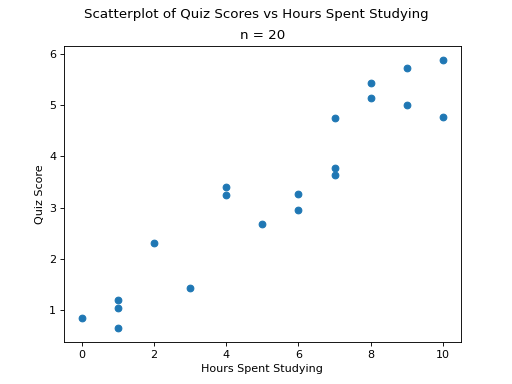 Scatterplot of Quiz Scores vs Hours Spent Studying
n = 20
6
5
4
3
2
1
Quiz Score
0 2 4 6 8 10
Hours Spent Studying